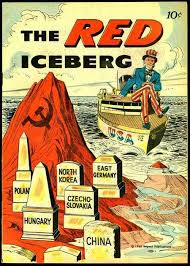 10¢
THE RED
ICEBERG
USA
POLAND
NORTH
KOREA
EAST
GERMANY
CZECHO-
SLOVAKIA
HUNGARY
CHINA